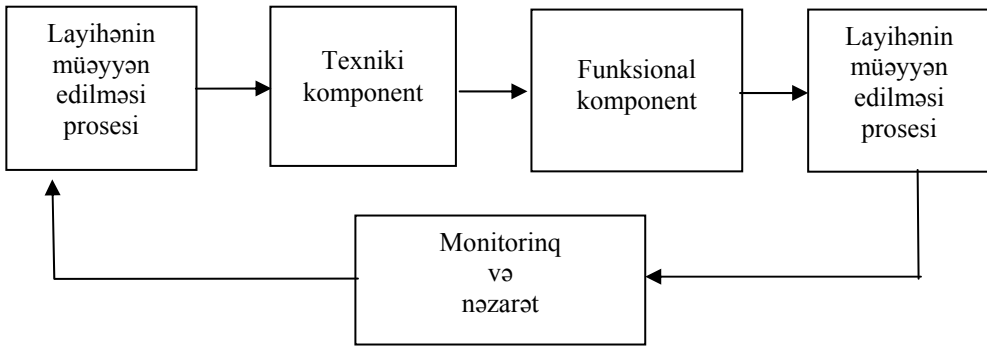 Layihənin
müəyyən
edilməsi
prosesi
Texniki
komponent
Funksional
komponent
Layihənin
müəyyən
edilməsi
prosesi
Monitorinq
və
nəzarət